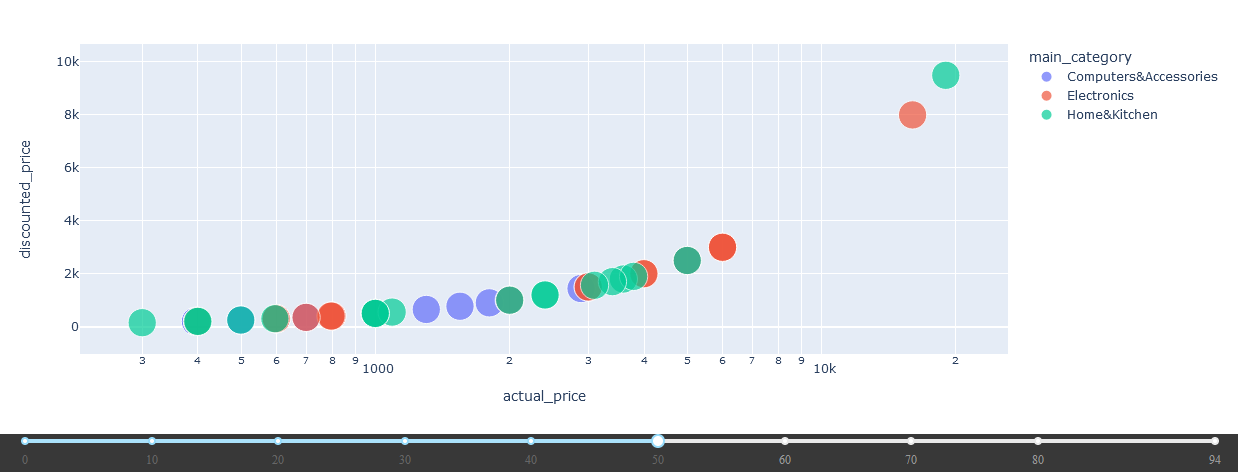 main_category
Computers&Accessories
Electronics
Home&Kitchen
discounted_price
10k
8k
6k
4k
2k
0
3 4 5 6 7 8 9 1000 2 3 4 5 6 7 8 9 10k 2
actual_price
0 10 20 30 40 50 60 70 80 94